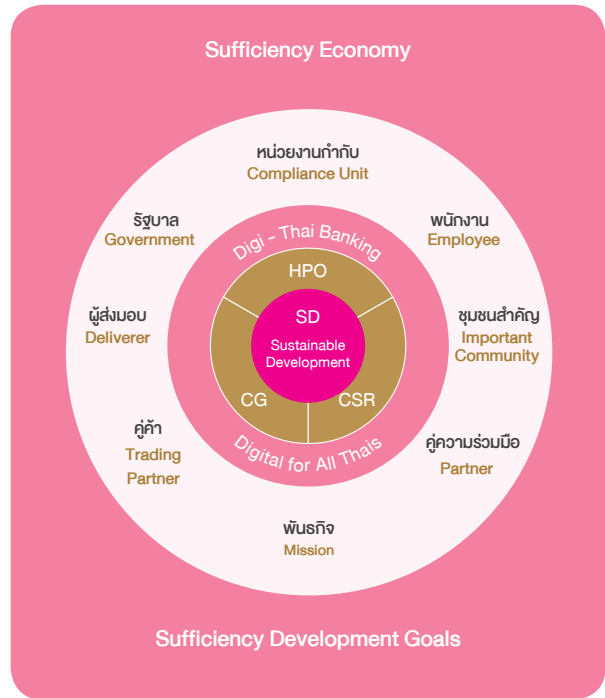 Sufficiency Economy
หน่วยงานกำกับ
Compliance Unit
รัฐบาล
Government
พนักงาน
Employee
Digi - Thai Banking
HPO
ผู้ส่งมอบ
Deliverer
SD
Sustainable
Development
ชุมชนสำคัญ
Important
Community
CG
CSR
คู่ค้า
Trading
Partner
คู่ความร่วมมือ
Partner
Digital for All Thais
พันธกิจ
Mission
Sufficiency Development Goals